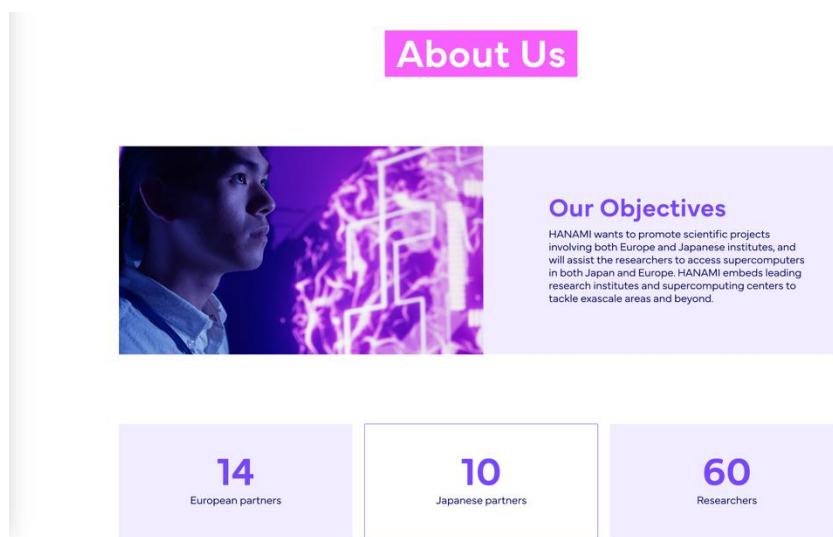 About Us
Our Objectives
HANAMI wants to promote scientific projects
involving both Europe and Japanese institutes, and
will assist the researchers to access supercomputers
in both Japan and Europe. HANAMI embeds leading
research institutes and supercomputing centers to
tackle exascale areas and beyond.
14
European partners
10
Japanese partners
60
Researchers